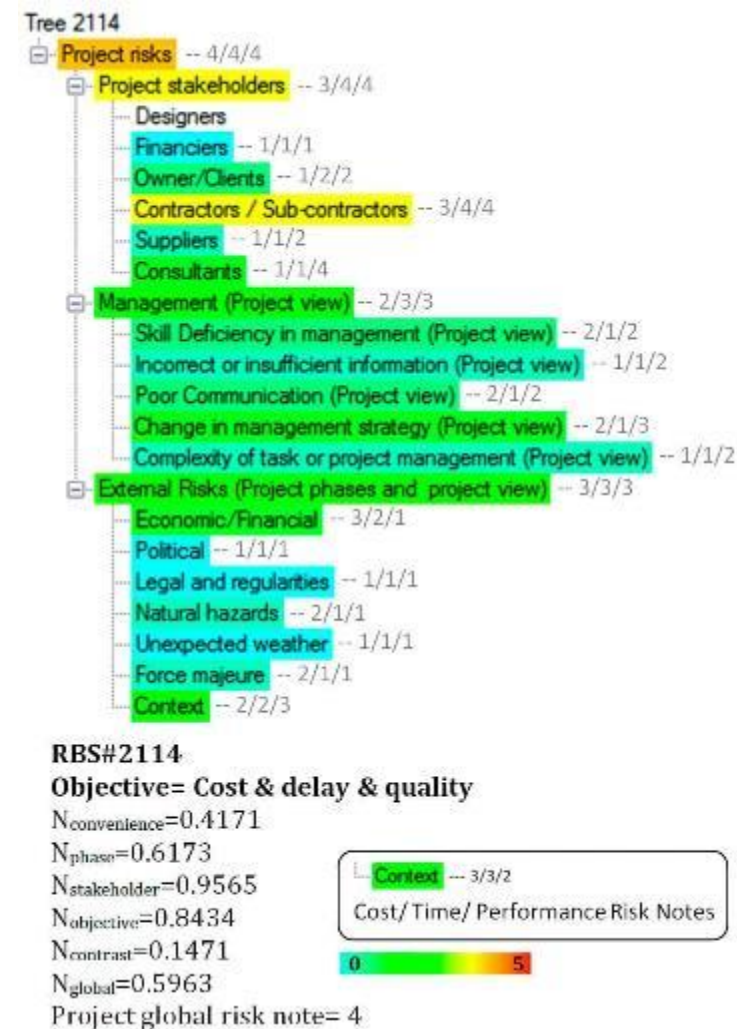 Tree 2114
Project risks -- 4/4/4
Project stakeholders -- 3/4/4
Designers
Financiers -- 1/1/1
Owner/Clients -- 1/2/2
Contractors / Sub-contractors -- 3/4/4
Suppliers -- 1/1/2
Consultants -- 1/1/4
Management (Project view) -- 2/3/3
Skill Deficiency in management (Project view) -- 2/1/2
Incorrect or insufficient information (Project view) -- 1/1/2
Poor Communication (Project view) -- 2/1/2
Change in management strategy (Project view) -- 2/1/3
Complexity of task or project management (Project view) -- 1/1/2
External Risks (Project phases and project view) -- 3/3/3
Economic/Financial -- 3/2/1
Political -- 1/1/1
Legal and regularities -- 1/1/1
Natural hazards -- 2/1/1
Unexpected weather -- 1/1/1
Force majeure -- 2/1/1
Context -- 2/2/3
RBS#2114
Objective= Cost & delay & quality
Nconvenience=0.4171
Nphase=0.6173
Nstakeholder=0.9565
Nobjective=0.8434
Ncontrast=0.1471
Nglobal=0.5963
Project global risk note= 4
Context --- 3/3/2
Cost/ Time/ Performance Risk Notes
0 5